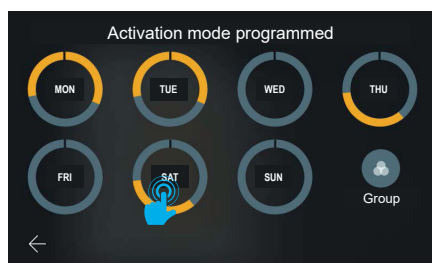 Activation mode programmed
MON
TUE
WED
THU
FRI
SAT
SUN
Group